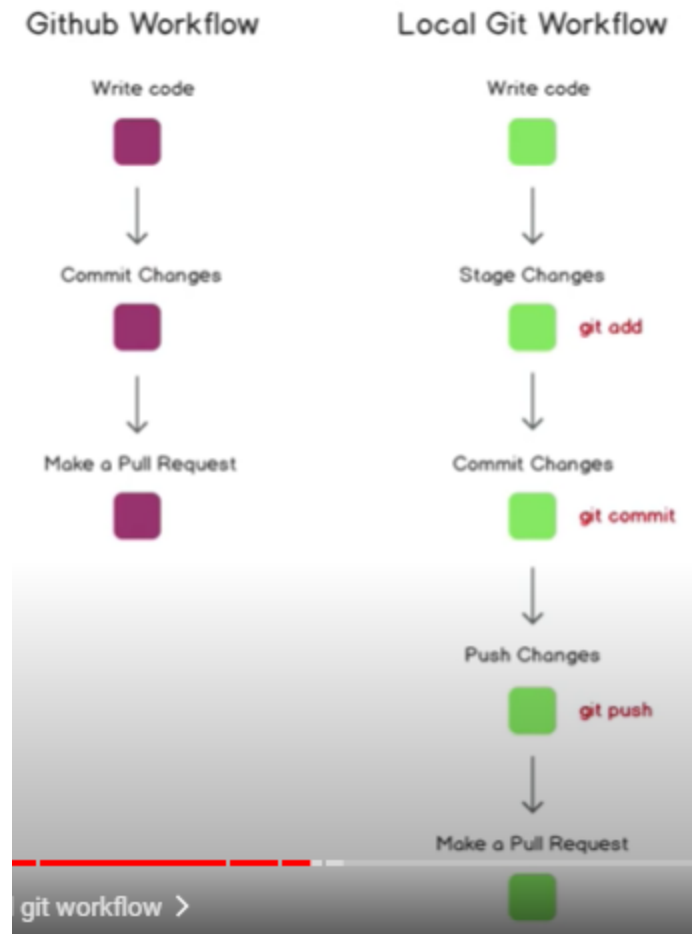 Github Workflow
Write code
Commit Changes
Make a Pull Request
Local Git Workflow
Write code
Stage Changes
git add
Commit Changes
git commit
Push Changes
git push
Make a Pull Request
git workflow